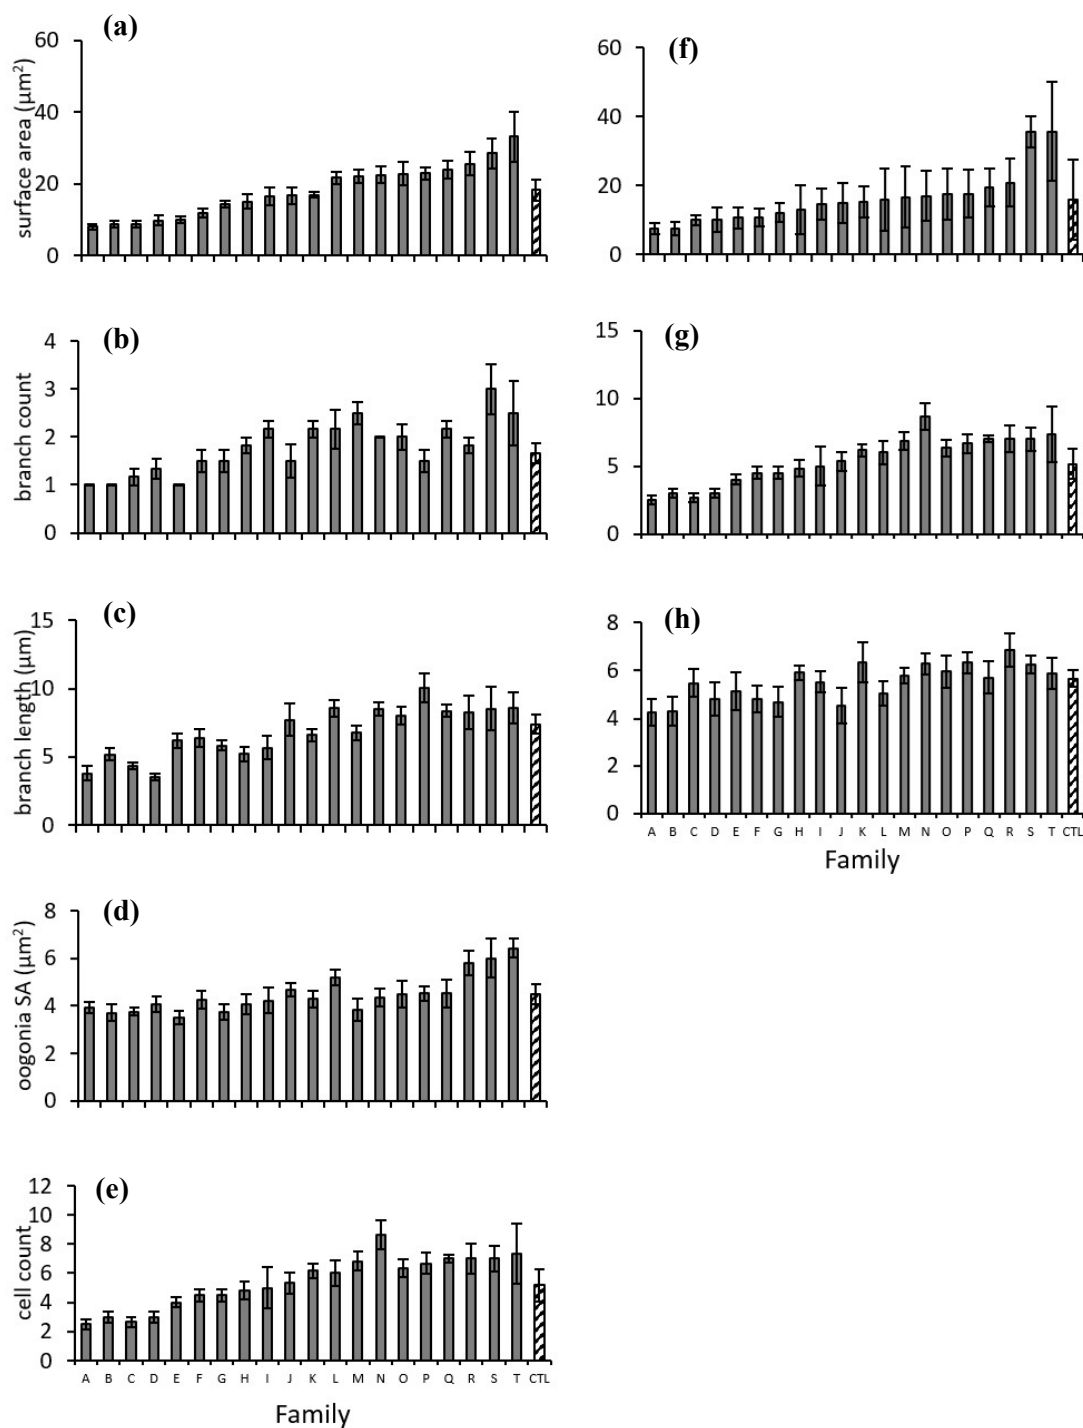 (a)
60
40
20
0
surface area (µm²)
(b)
4
3
2
1
0
branch count
(c)
15
10
5
0
branch length (µm)
(d)
8
6
4
2
0
oogonia SA (µm²)
(e)
12
10
8
6
4
2
0
cell count
A B C D E F G H I J K L M N O P Q R S T CTL
Family
(f)
60
40
20
0
(g)
15
10
5
0
(h)
8
6
4
2
0
A B C D E F G H I J K L M N O P Q R S T CTL
Family